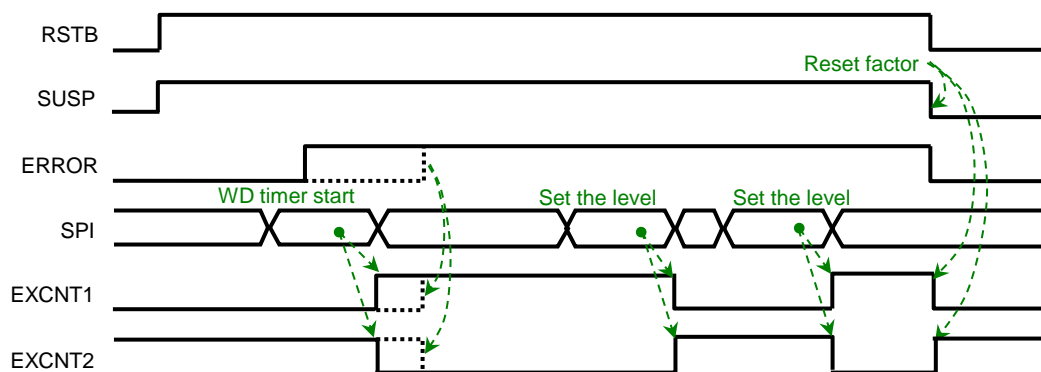 RSTB
Reset factor
SUSP
ERROR
WD timer start
Set the level
Set the level
SPI
EXCNT1
EXCNT2